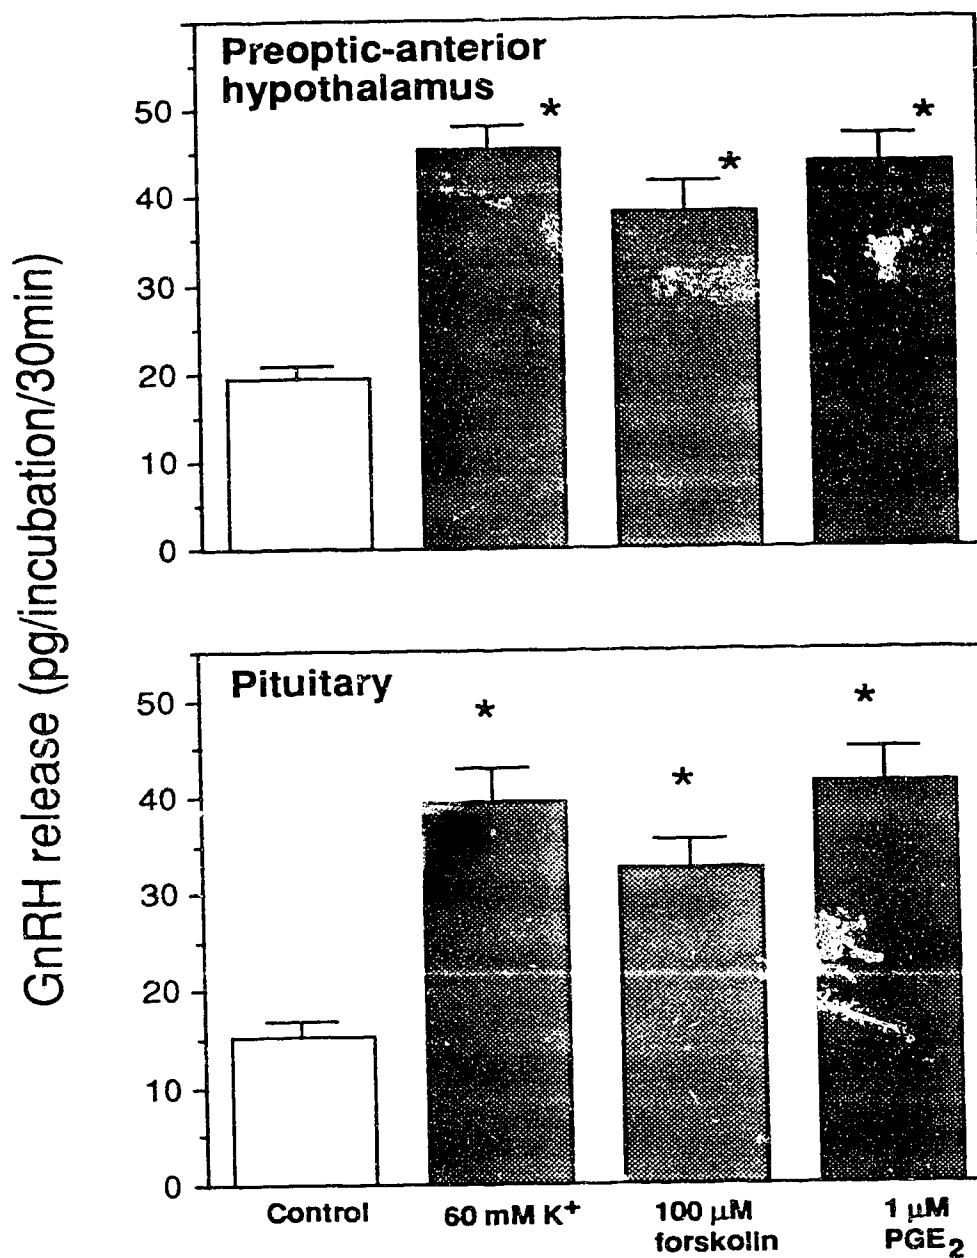 Preoptic-anterior
hypothalamus
50
40
30
20
10
0
*
*
*
GnRH release (pg/incubation/30min)
Pituitary
50
40
30
20
10
0
*
*
*
Control
60 mM K⁺
100 µM
forskolin
1 µM
PGE₂